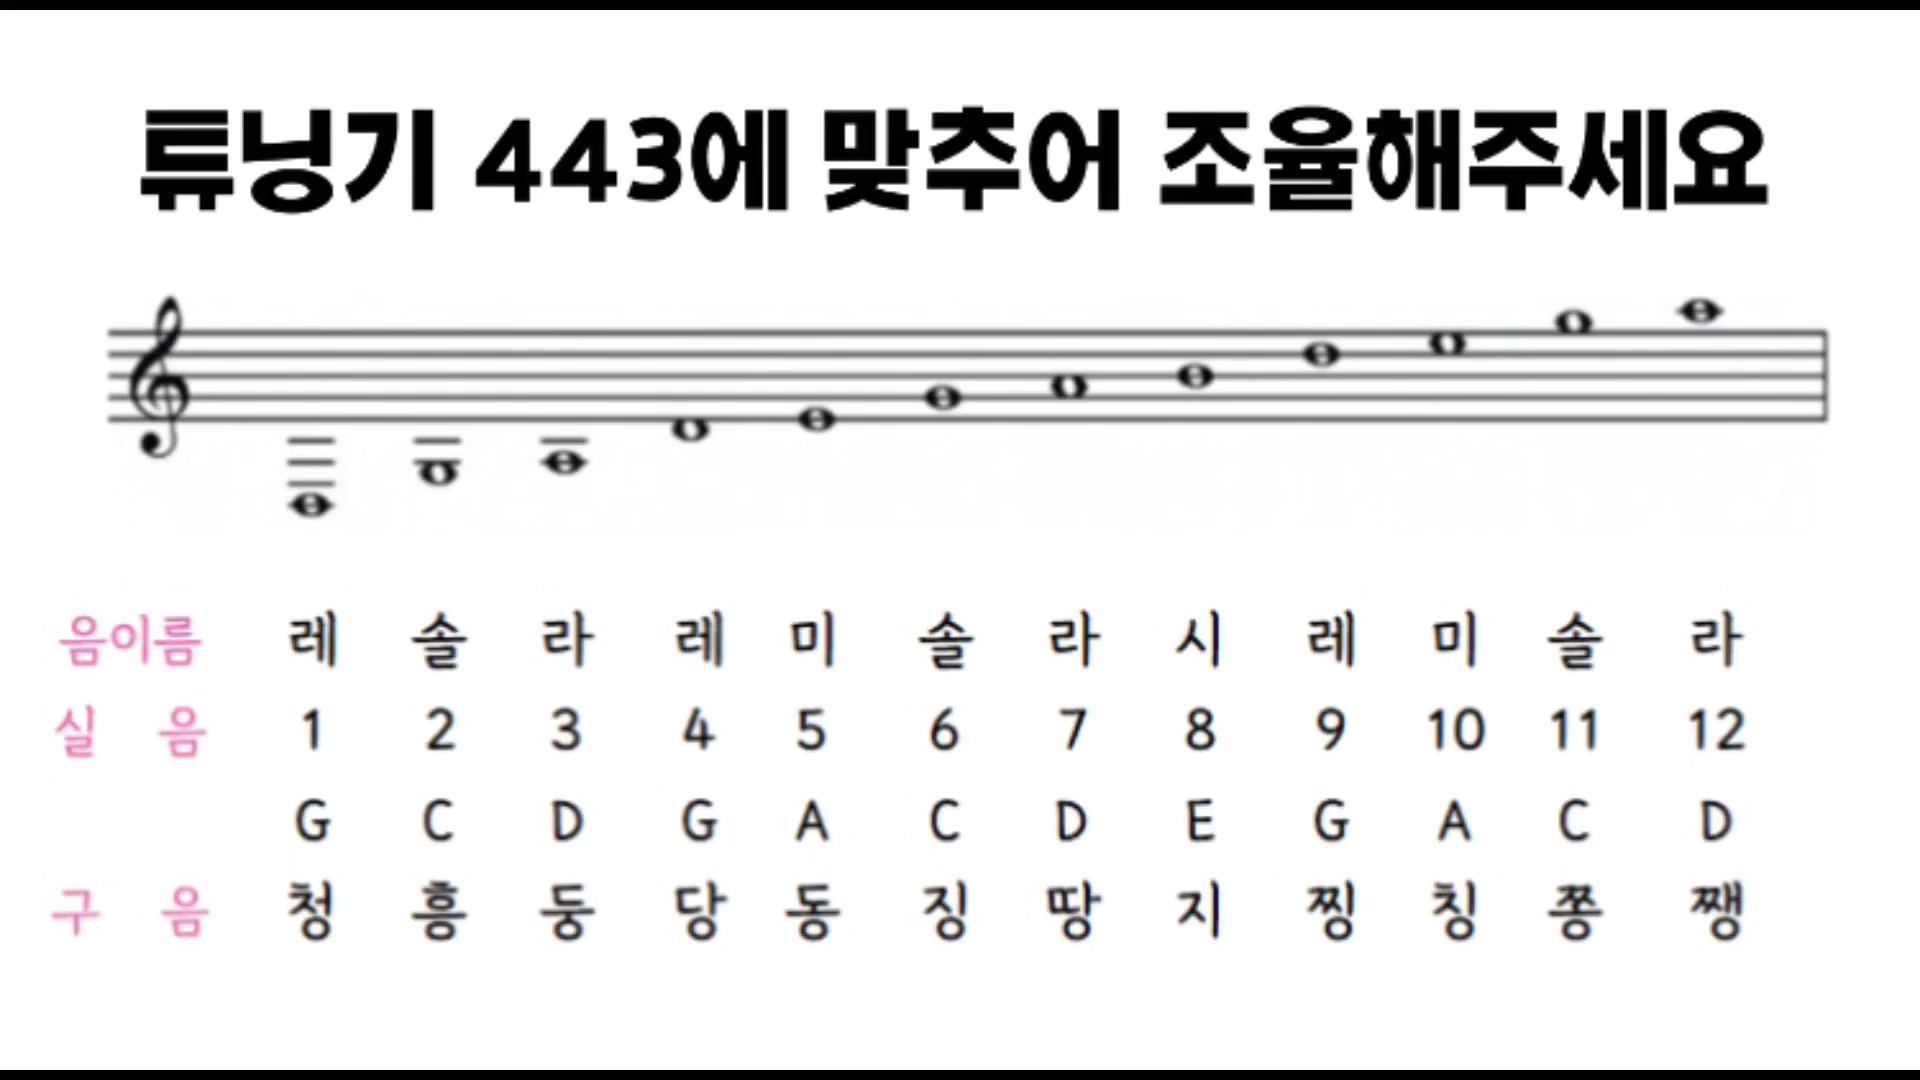 튜닝기 443에 맞추어 조율해주세요
음이름 레 솔 라 레 미 솔 라 시 레 미 솔 라
실 음 1 2 3 4 5 6 7 8 9 10 11 12
G C D G A C D E G A C D
구 음 청 흥 둥 당 동 징 땅 지 찡 칭 쫑 쨍